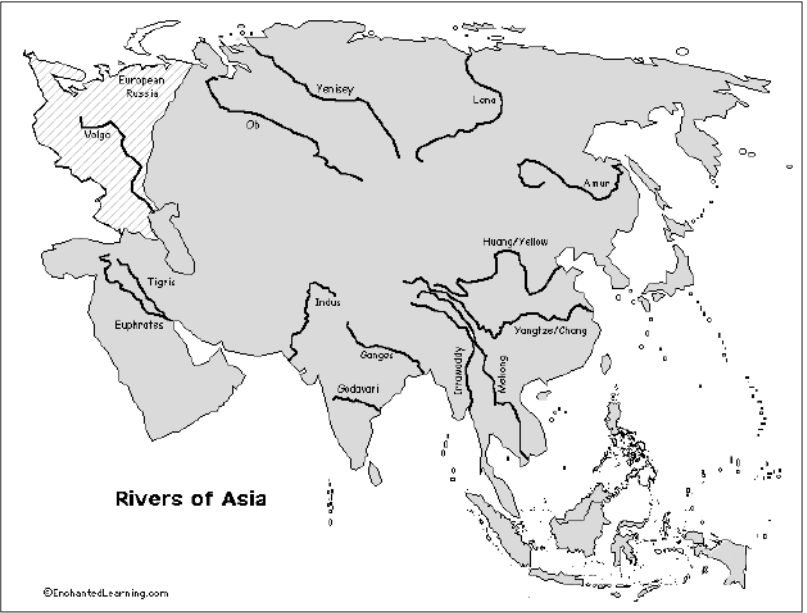 European
Russia
Yenisey
Lena
Volga
Ob
Amur
Huang/Yellow
Tigris
Indus
Euphrates
Yangtze/Chang
Ganges
Irrawaddy
Mekong
Godavari
Rivers of Asia
©EnchantedLearning.com